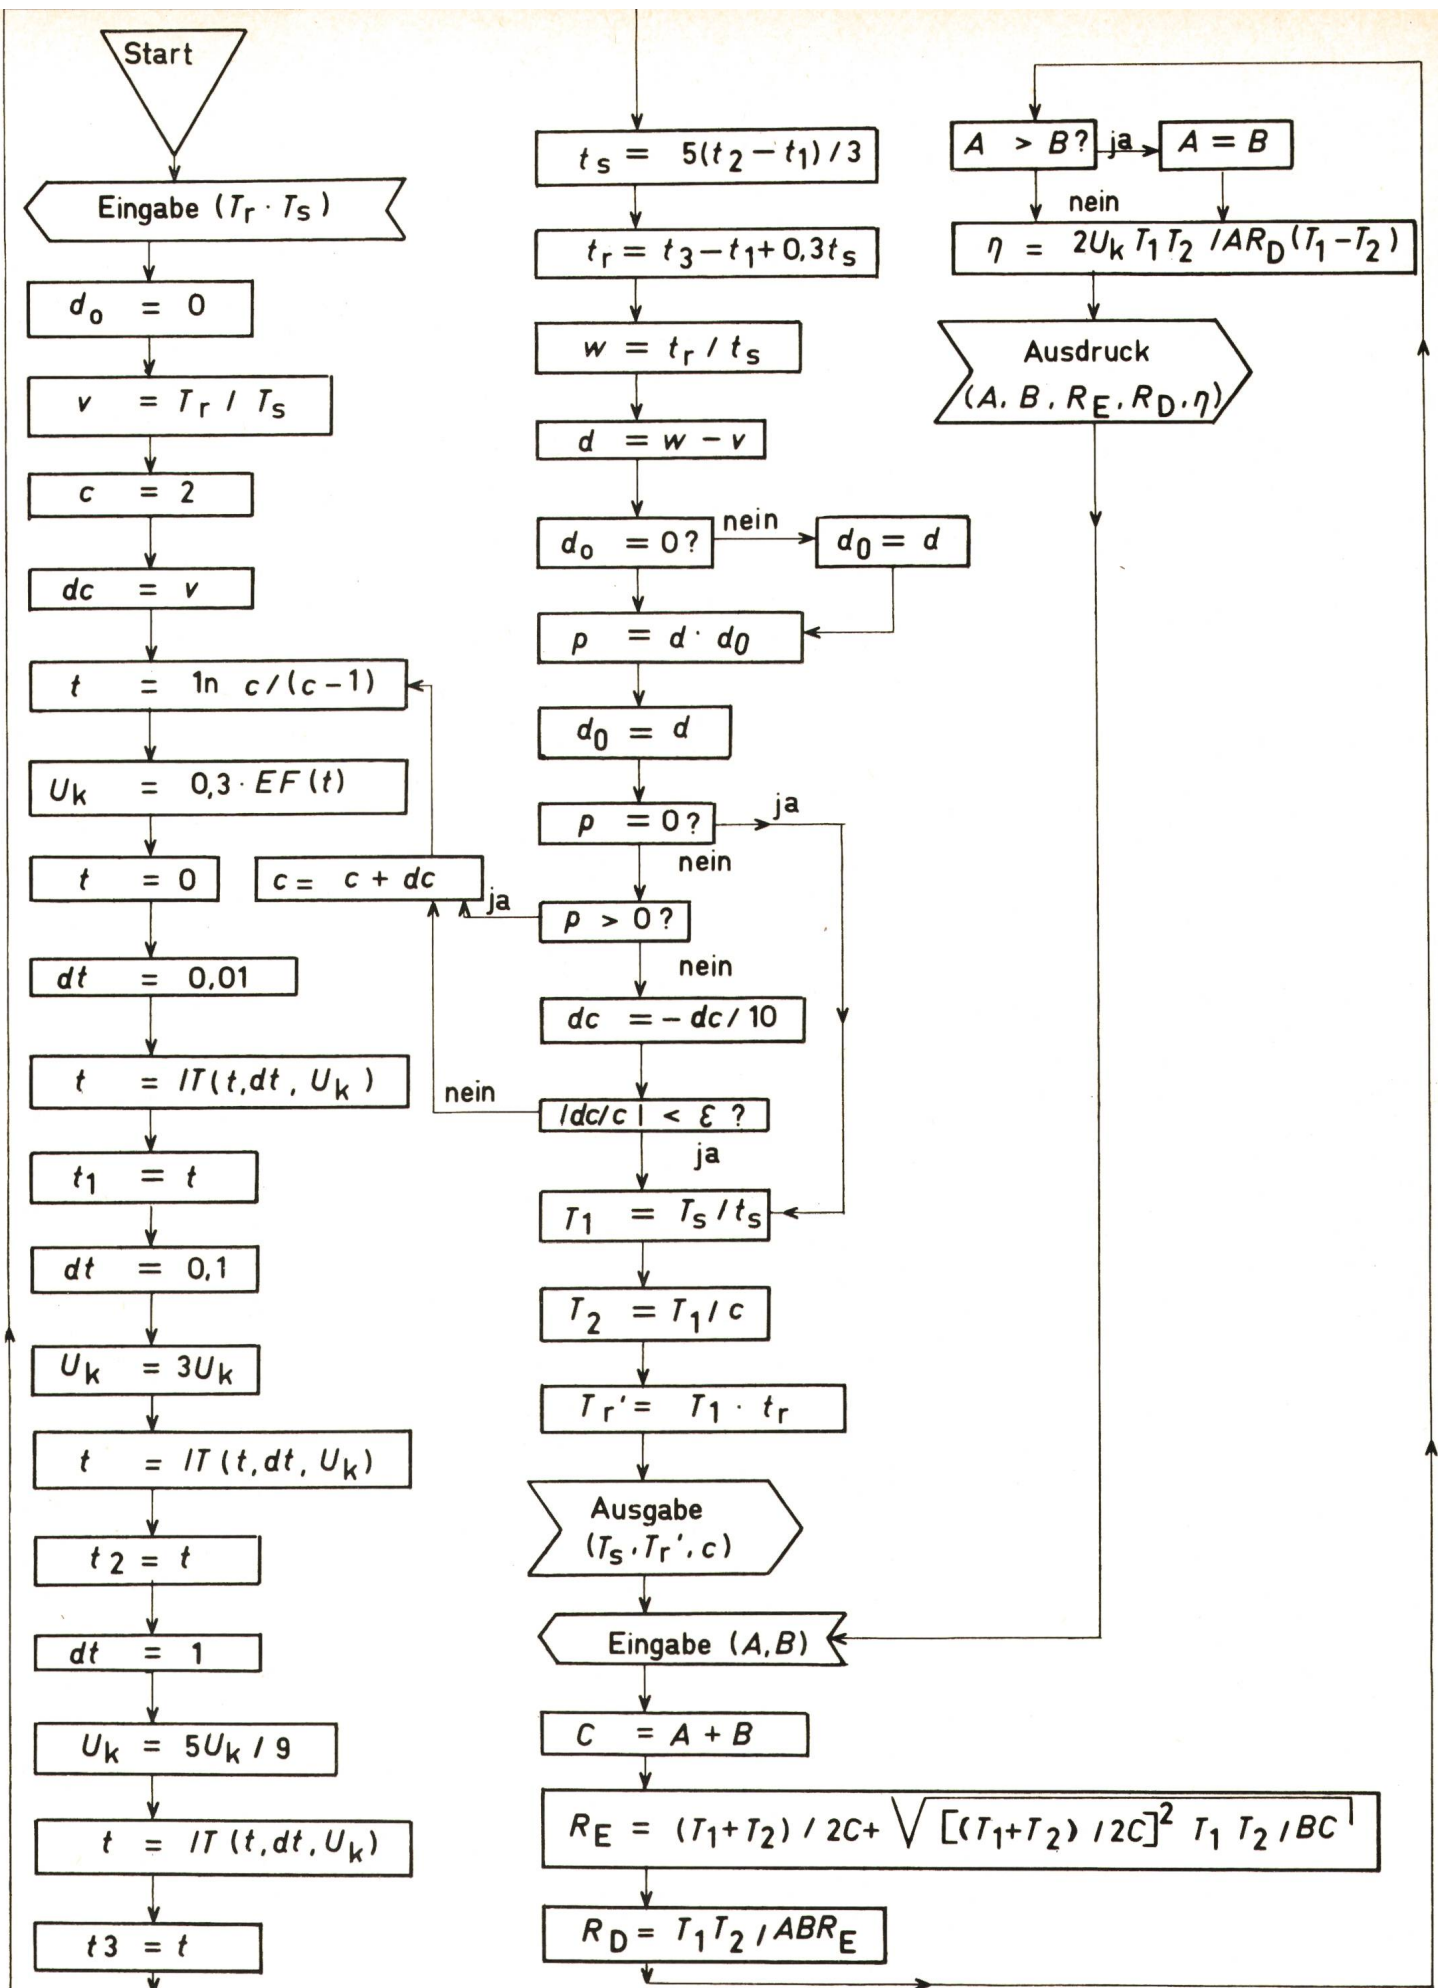 Start
Eingabe (Tr · Ts)
do = 0
v = Tr / Ts
c = 2
dc = v
t = ln c/(c−1)
Uk = 0,3 · EF(t)
t = 0
dt = 0,01
t = IT(t,dt, Uk )
t1 = t
dt = 0,1
Uk = 3Uk
t = IT(t,dt, Uk)
t2 = t
dt = 1
Uk = 5Uk / 9
t = IT(t,dt,Uk)
t3 = t
c = c + dc
ts = 5(t2 − t1) / 3
tr = t3 − t1 + 0,3ts
w = tr / ts
d = w − v
do = 0?
nein
d0 = d
p = d · d0
d0 = d
p = 0?
ja
nein
p > 0?
ja
nein
dc = − dc / 10
/dc/c | < ε ?
nein
ja
T1 = Ts / ts
T2 = T1 / c
Tr' = T1 · tr
Ausgabe
(Ts, Tr', c)
Eingabe (A,B)
C = A + B
RE = (T1+T2) / 2C + √[(T1+T2) / 2C]² T1 T2 / BC
RD = T1 T2 / ABRE
A > B?
ja
A = B
nein
η = 2Uk T1 T2 / ARD (T1−T2)
Ausdruck
(A, B, RE, RD, η)